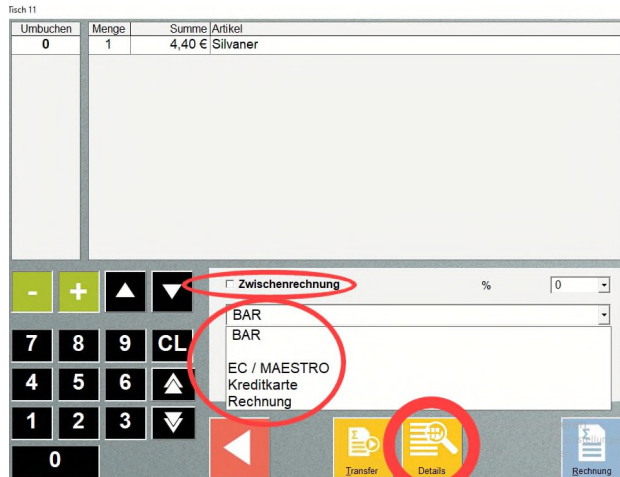 Tisch 11
Umbuchen Menge Summe Artikel
0 1 4,40 € Silvaner
- +
Zwischenrechnung % 0
BAR
BAR
EC / MAESTRO
Kreditkarte
Rechnung
7 8 9 CL
4 5 6
1 2 3
0
Transfer Details Rechnung